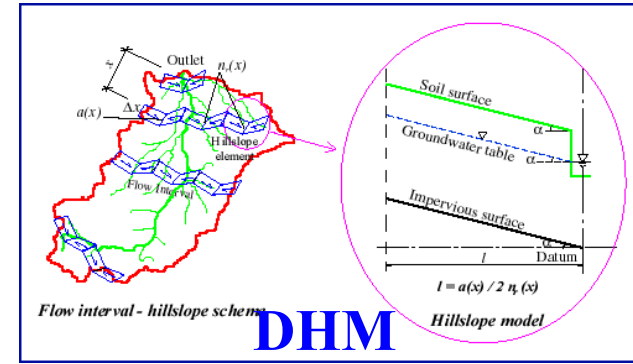 Outlet
n_r(x)
x
a(x)
Δx
Hillslope
element
Flow Interval
Flow interval - hillslope scheme
Soil surface
α
Groundwater table
α
Impervious surface
α
l
Datum
l = a(x) / 2 n_r(x)
Hillslope model
DHM